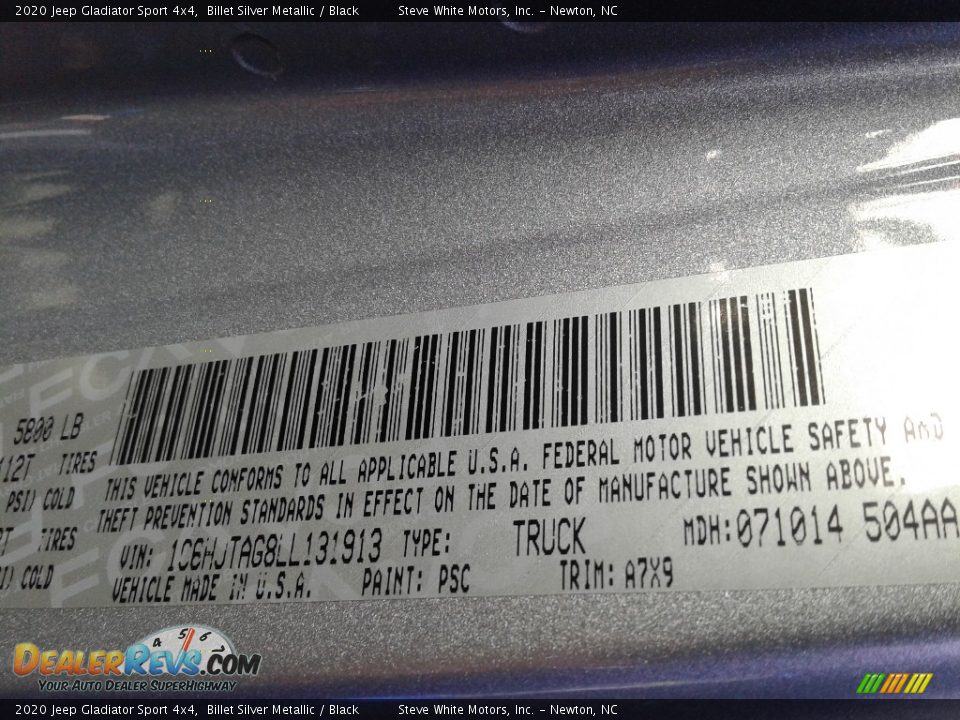 2020 Jeep Gladiator Sport 4x4, Billet Silver Metallic / Black Steve White Motors, Inc. – Newton, NC
5800 LB
112T TIRES
PSI) COLD
TIRES
COLD
THIS VEHICLE CONFORMS TO ALL APPLICABLE U.S.A. FEDERAL MOTOR VEHICLE SAFETY AND
THEFT PREVENTION STANDARDS IN EFFECT ON THE DATE OF MANUFACTURE SHOWN ABOVE.
VIN: 1C6HJTAG8LL131913 TYPE: TRUCK MDH:071014 504AA
VEHICLE MADE IN U.S.A. PAINT: PSC TRIM: A7X9
4 5 6
DEALERREVS.COM
YOUR AUTO DEALER SUPERHIGHWAY
2020 Jeep Gladiator Sport 4x4, Billet Silver Metallic / Black Steve White Motors, Inc. – Newton, NC